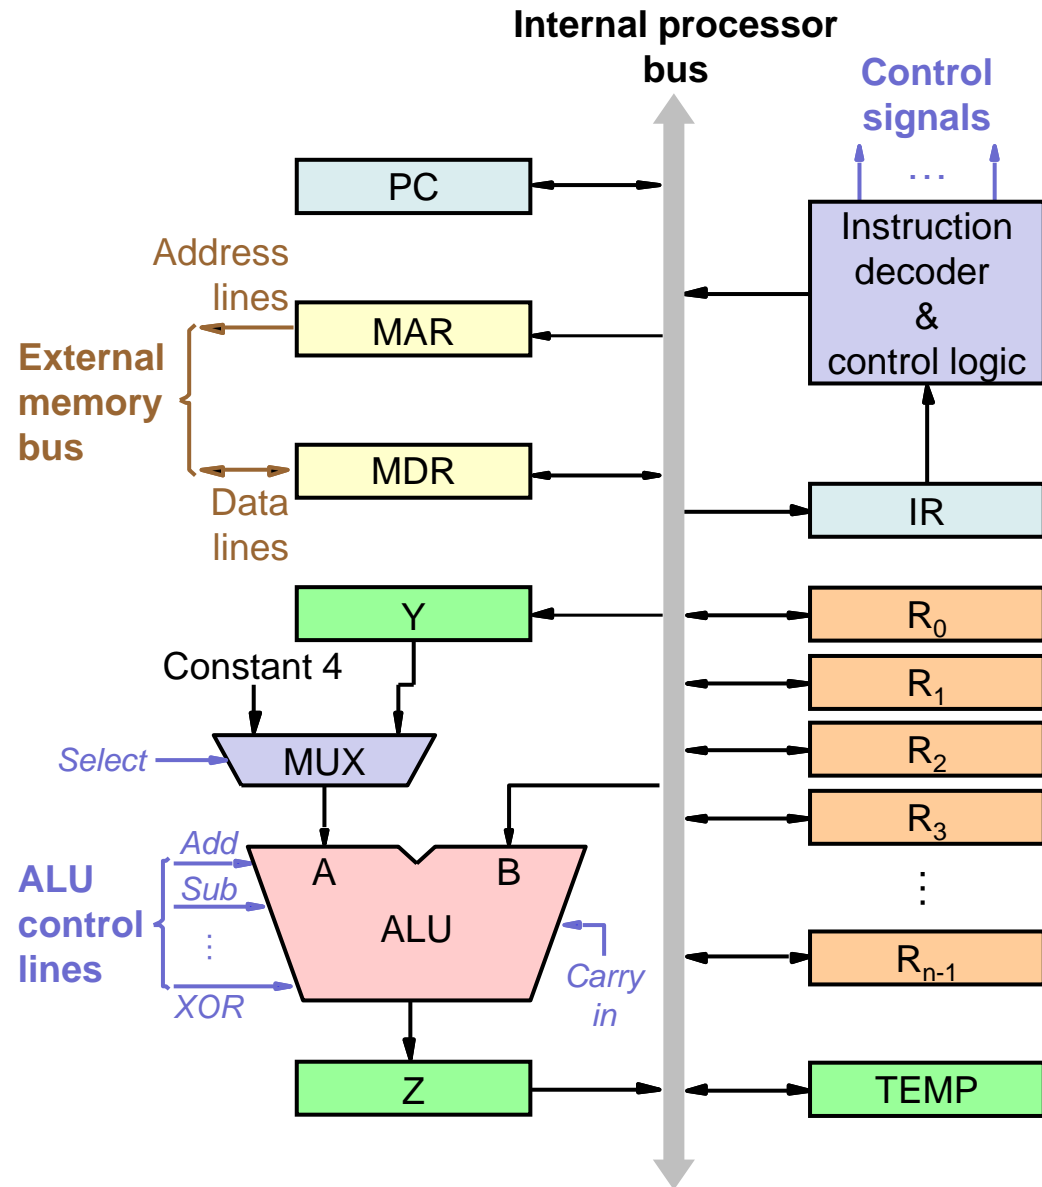 Internal processor
bus
Control
signals
...
PC
Instruction
decoder
&
control logic
Address
lines
MAR
External
memory
bus
MDR
Data
lines
IR
Y
R0
Constant 4
R1
Select
MUX
R2
R3
Add
A
B
ALU
control
lines
Sub
⋮
ALU
⋮
XOR
Carry
in
Rn-1
Z
TEMP